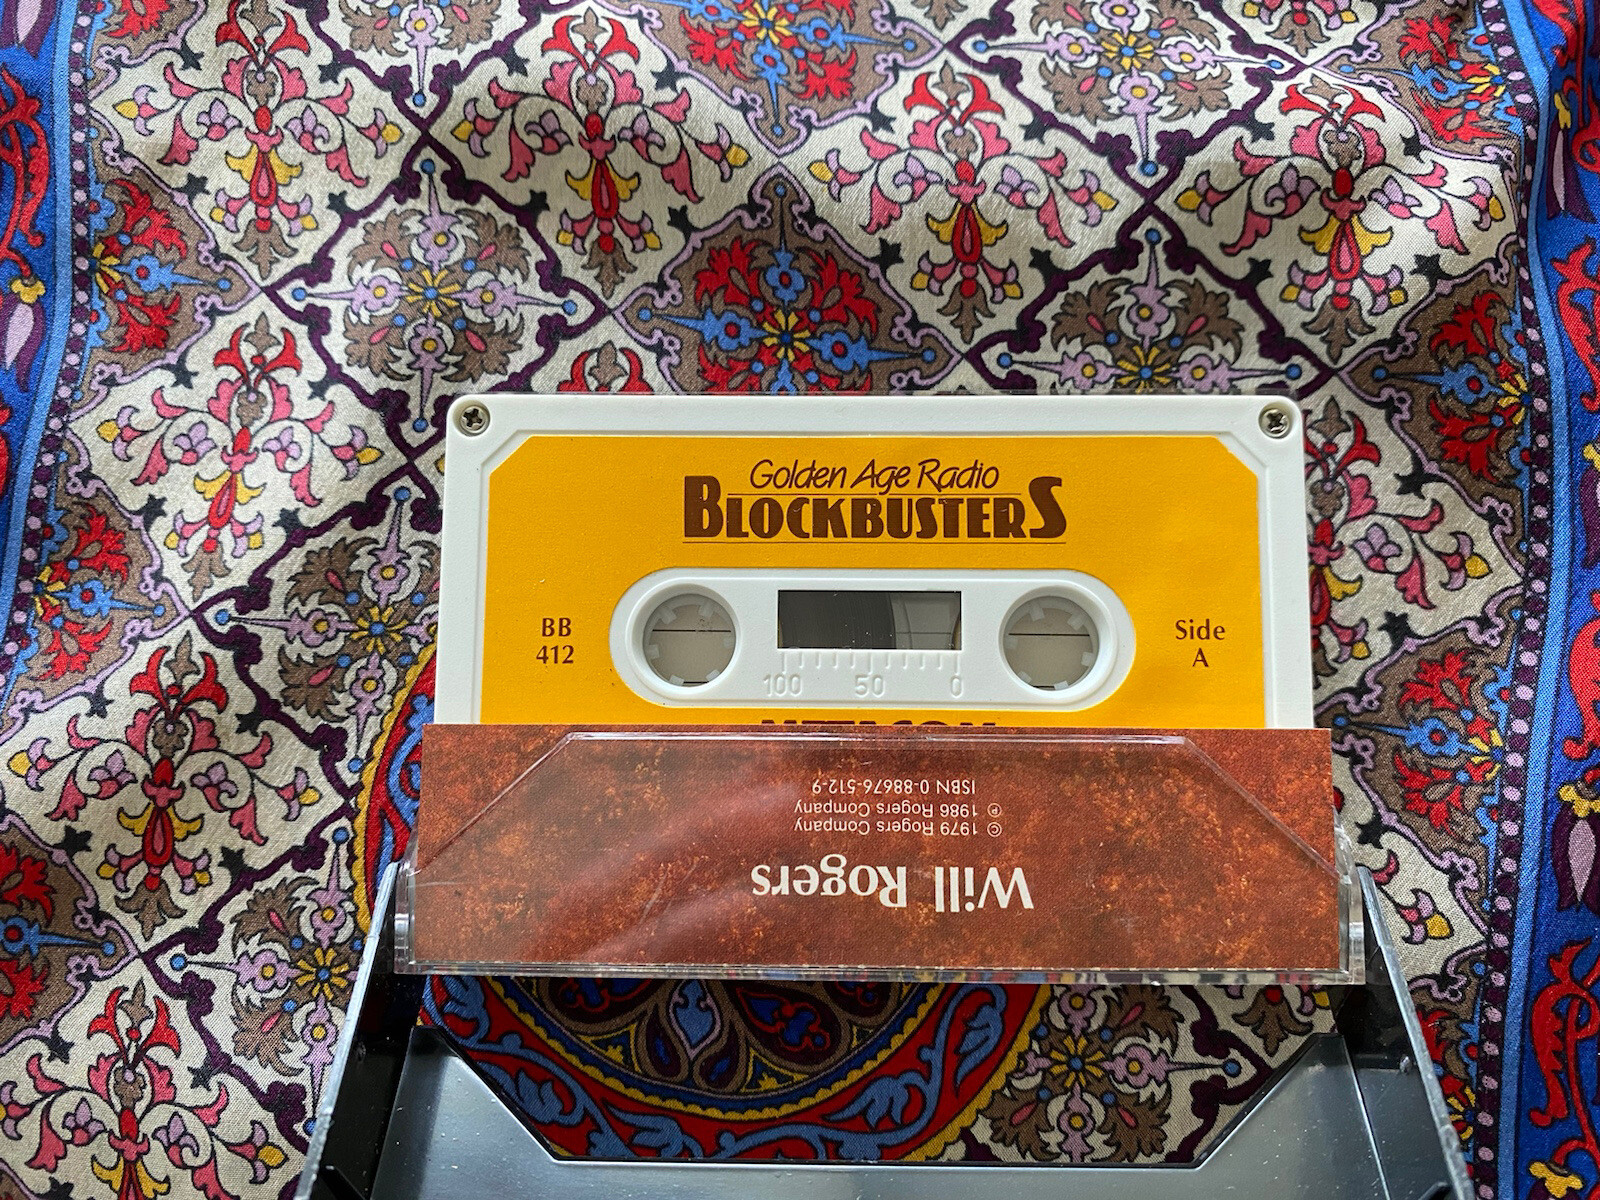 Golden Age Radio
BLOCKBUSTERS
BB
412
Side
A
100 50 0
METACOM
Will Rogers
© 1979 Rogers Company
℗ 1986 Rogers Company
ISBN 0-88676-512-9